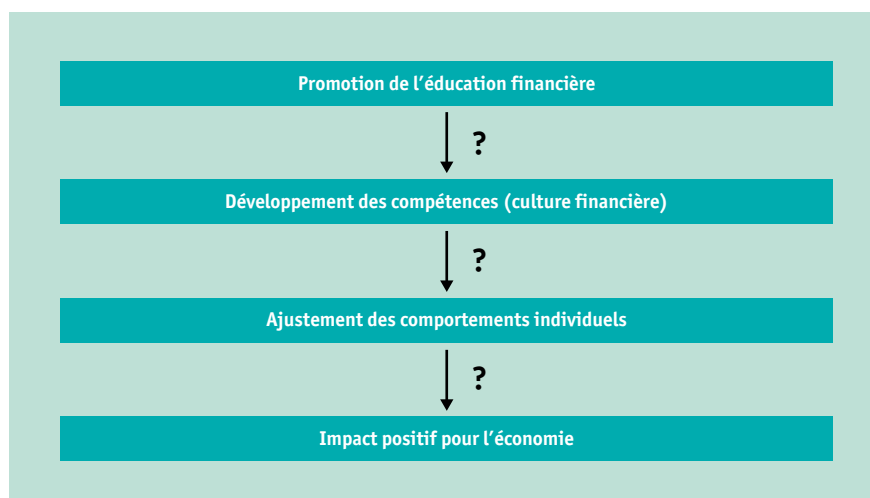 Promotion de l’éducation financière
?
Développement des compétences (culture financière)
?
Ajustement des comportements individuels
?
Impact positif pour l’économie